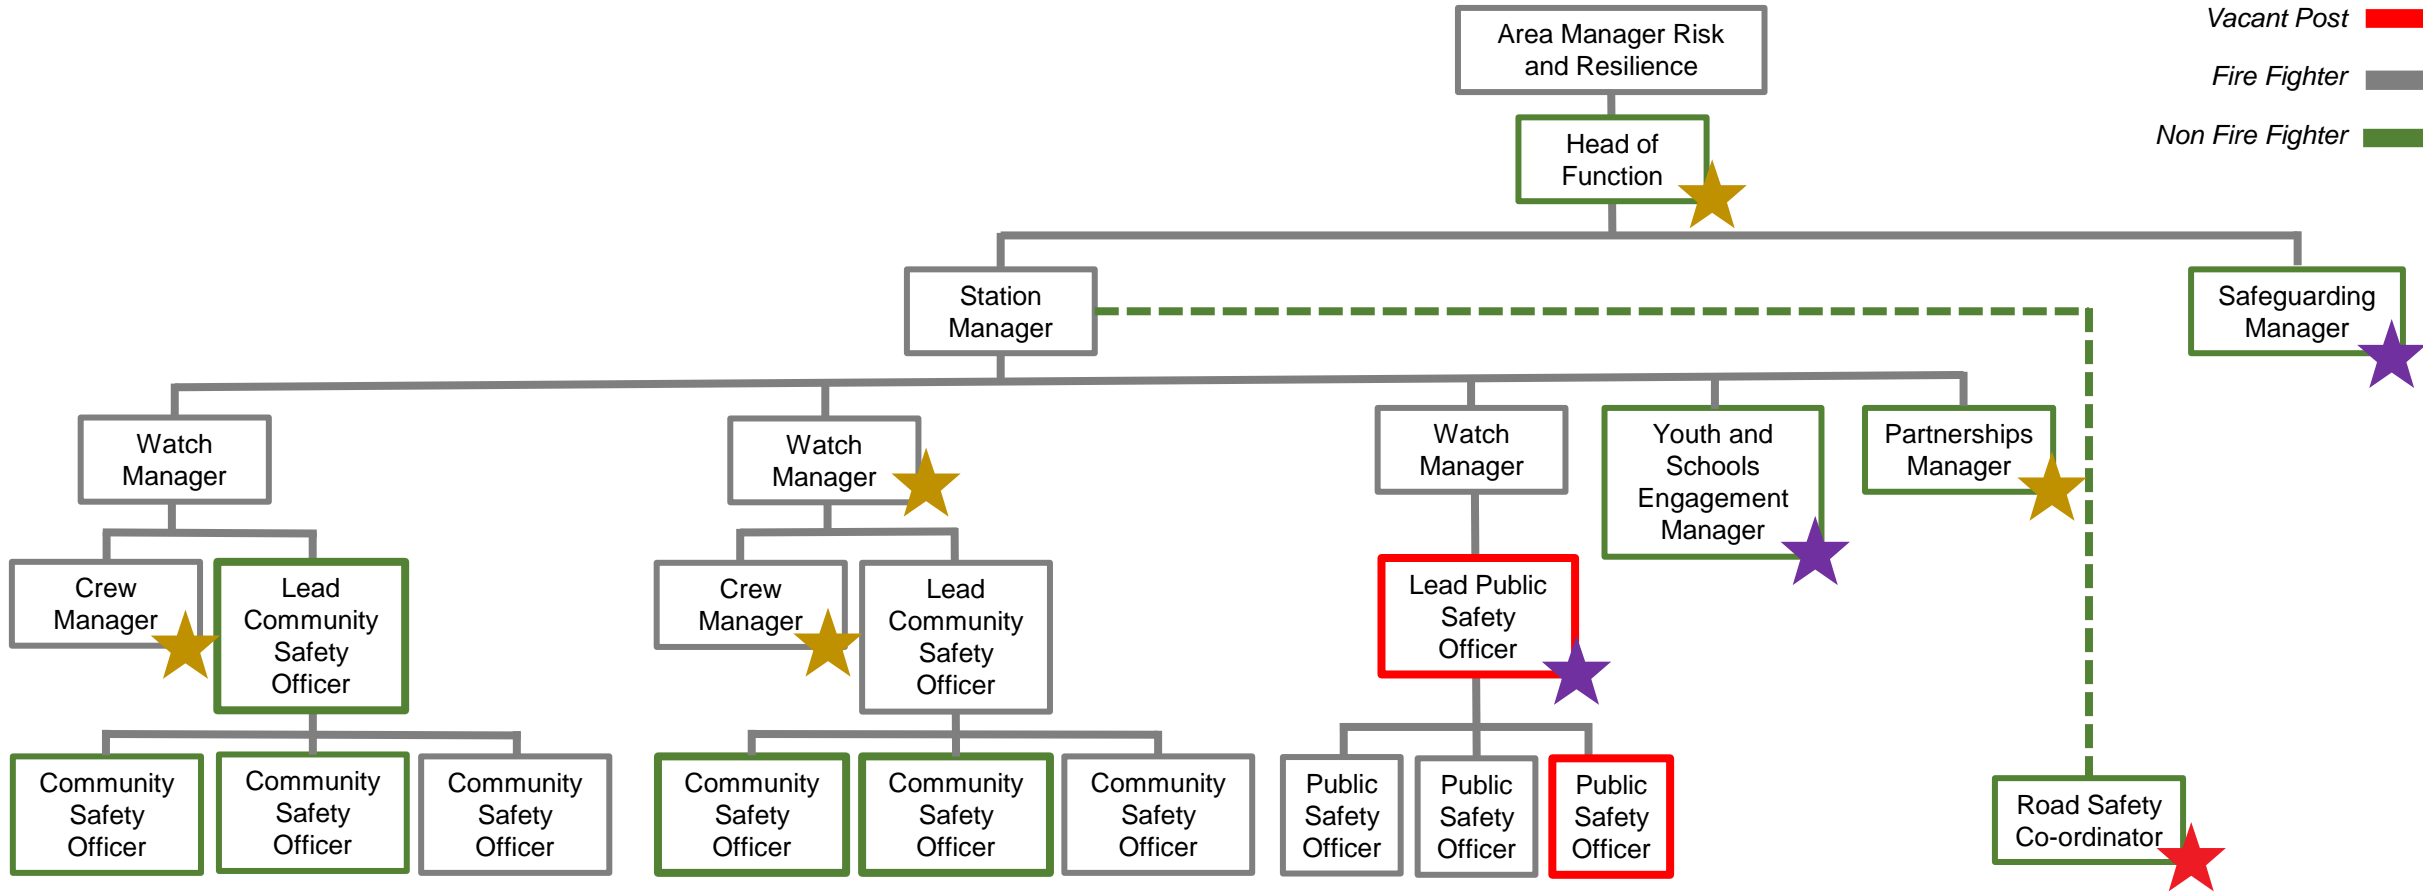 Vacant Post
Fire Fighter
Non Fire Fighter
Area Manager Risk
and Resilience
Head of
Function
Station
Manager
Safeguarding
Manager
Watch
Manager
Watch
Manager
Watch
Manager
Youth and
Schools
Engagement
Manager
Partnerships
Manager
Crew
Manager
Lead
Community
Safety
Officer
Crew
Manager
Lead
Community
Safety
Officer
Lead Public
Safety
Officer
Community
Safety
Officer
Community
Safety
Officer
Community
Safety
Officer
Community
Safety
Officer
Community
Safety
Officer
Community
Safety
Officer
Public
Safety
Officer
Public
Safety
Officer
Public
Safety
Officer
Road Safety
Co-ordinator